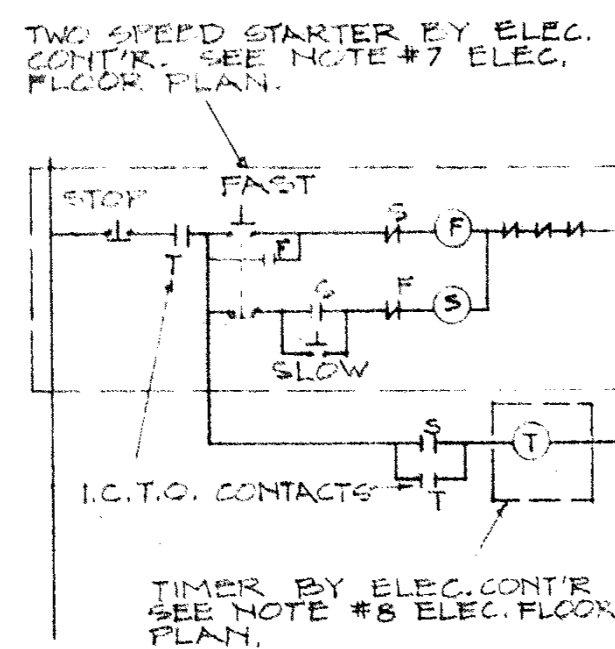 TWO SPEED STARTER BY ELEC.
CONT'R. SEE NOTE #7 ELEC.
FLOOR PLAN.
STOP
FAST
T
F
S
F
S
F
S
SLOW
S
T
T
I.C.T.O. CONTACTS
TIMER BY ELEC. CONT'R
SEE NOTE #8 ELEC. FLOOR
PLAN.